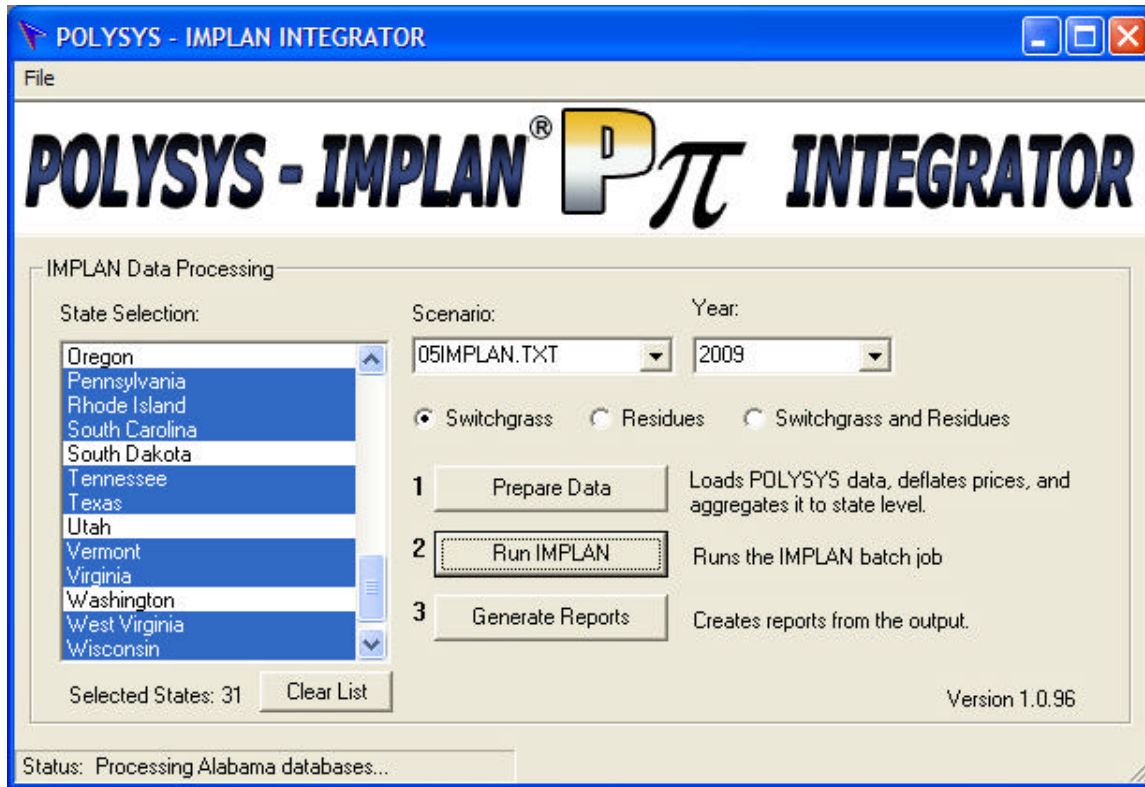 POLYSYS - IMPLAN INTEGRATOR
File
POLYSYS - IMPLAN® Pπ INTEGRATOR
IMPLAN Data Processing
State Selection:
Scenario:
Year:
Oregon
Pennsylvania
Rhode Island
South Carolina
South Dakota
Tennessee
Texas
Utah
Vermont
Virginia
Washington
West Virginia
Wisconsin
05IMPLAN.TXT
2009
Switchgrass
Residues
Switchgrass and Residues
1 Prepare Data
Loads POLYSYS data, deflates prices, and
aggregates it to state level.
2 Run IMPLAN
Runs the IMPLAN batch job
3 Generate Reports
Creates reports from the output.
Selected States: 31
Clear List
Version 1.0.96
Status: Processing Alabama databases...